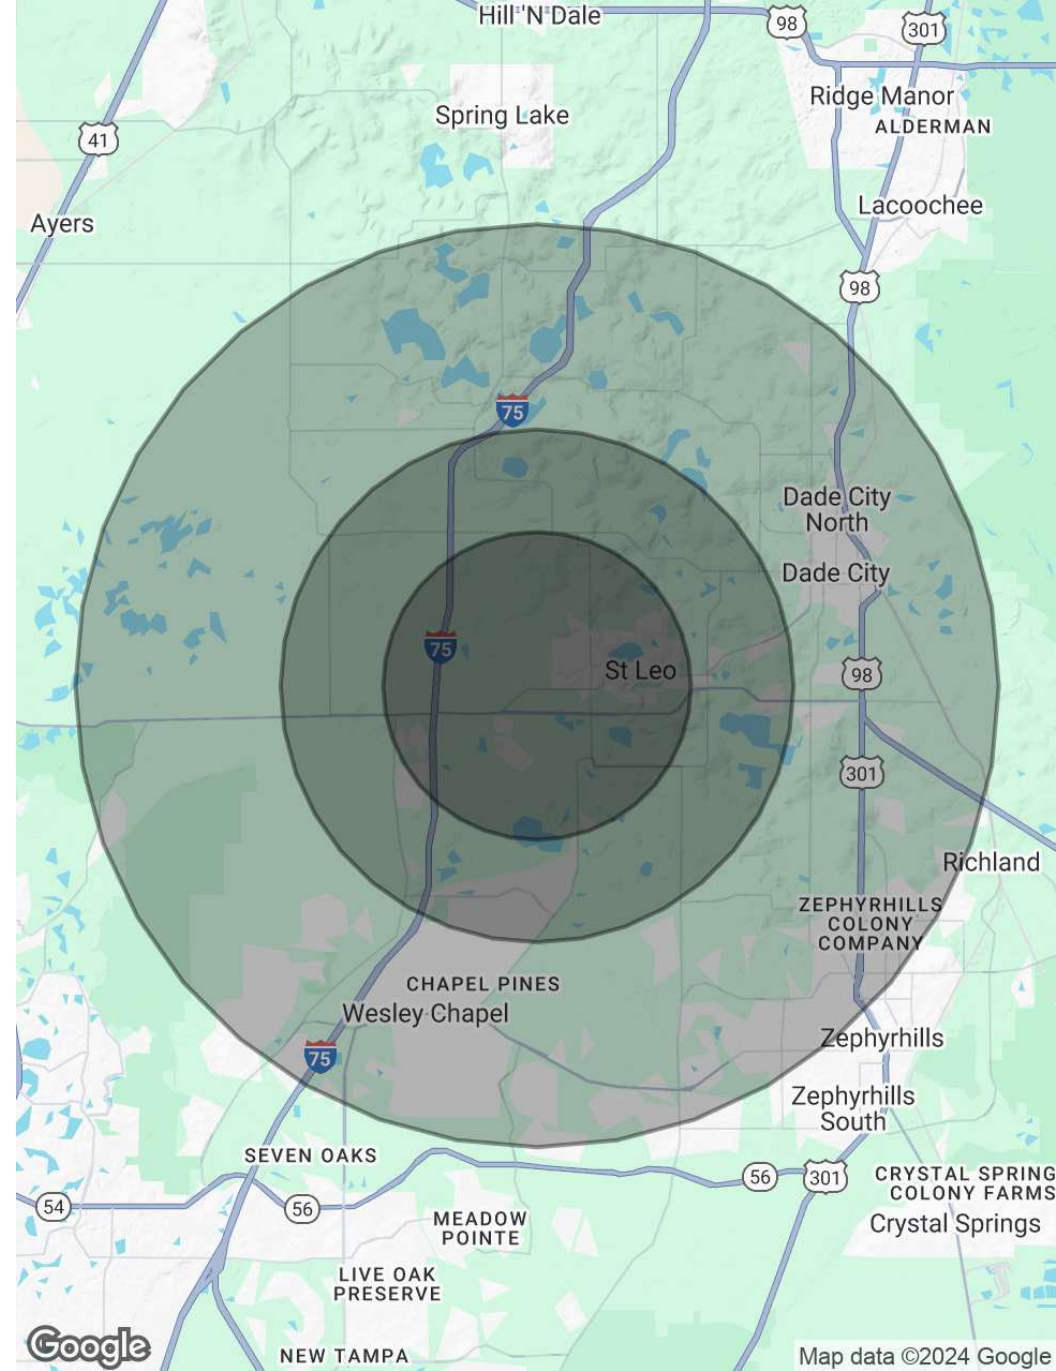 Hill 'N Dale
98
301
Ridge Manor
ALDERMAN
Spring Lake
41
Lacoochee
Ayers
98
75
Dade City
North
Dade City
75
St Leo
98
301
Richland
ZEPHYRHILLS
COLONY
COMPANY
CHAPEL PINES
Wesley Chapel
Zephyrhills
75
Zephyrhills
South
SEVEN OAKS
56
301
CRYSTAL SPRING
COLONY FARMS
54
56
MEADOW
POINTE
Crystal Springs
LIVE OAK
PRESERVE
Google
NEW TAMPA
Map data ©2024 Google